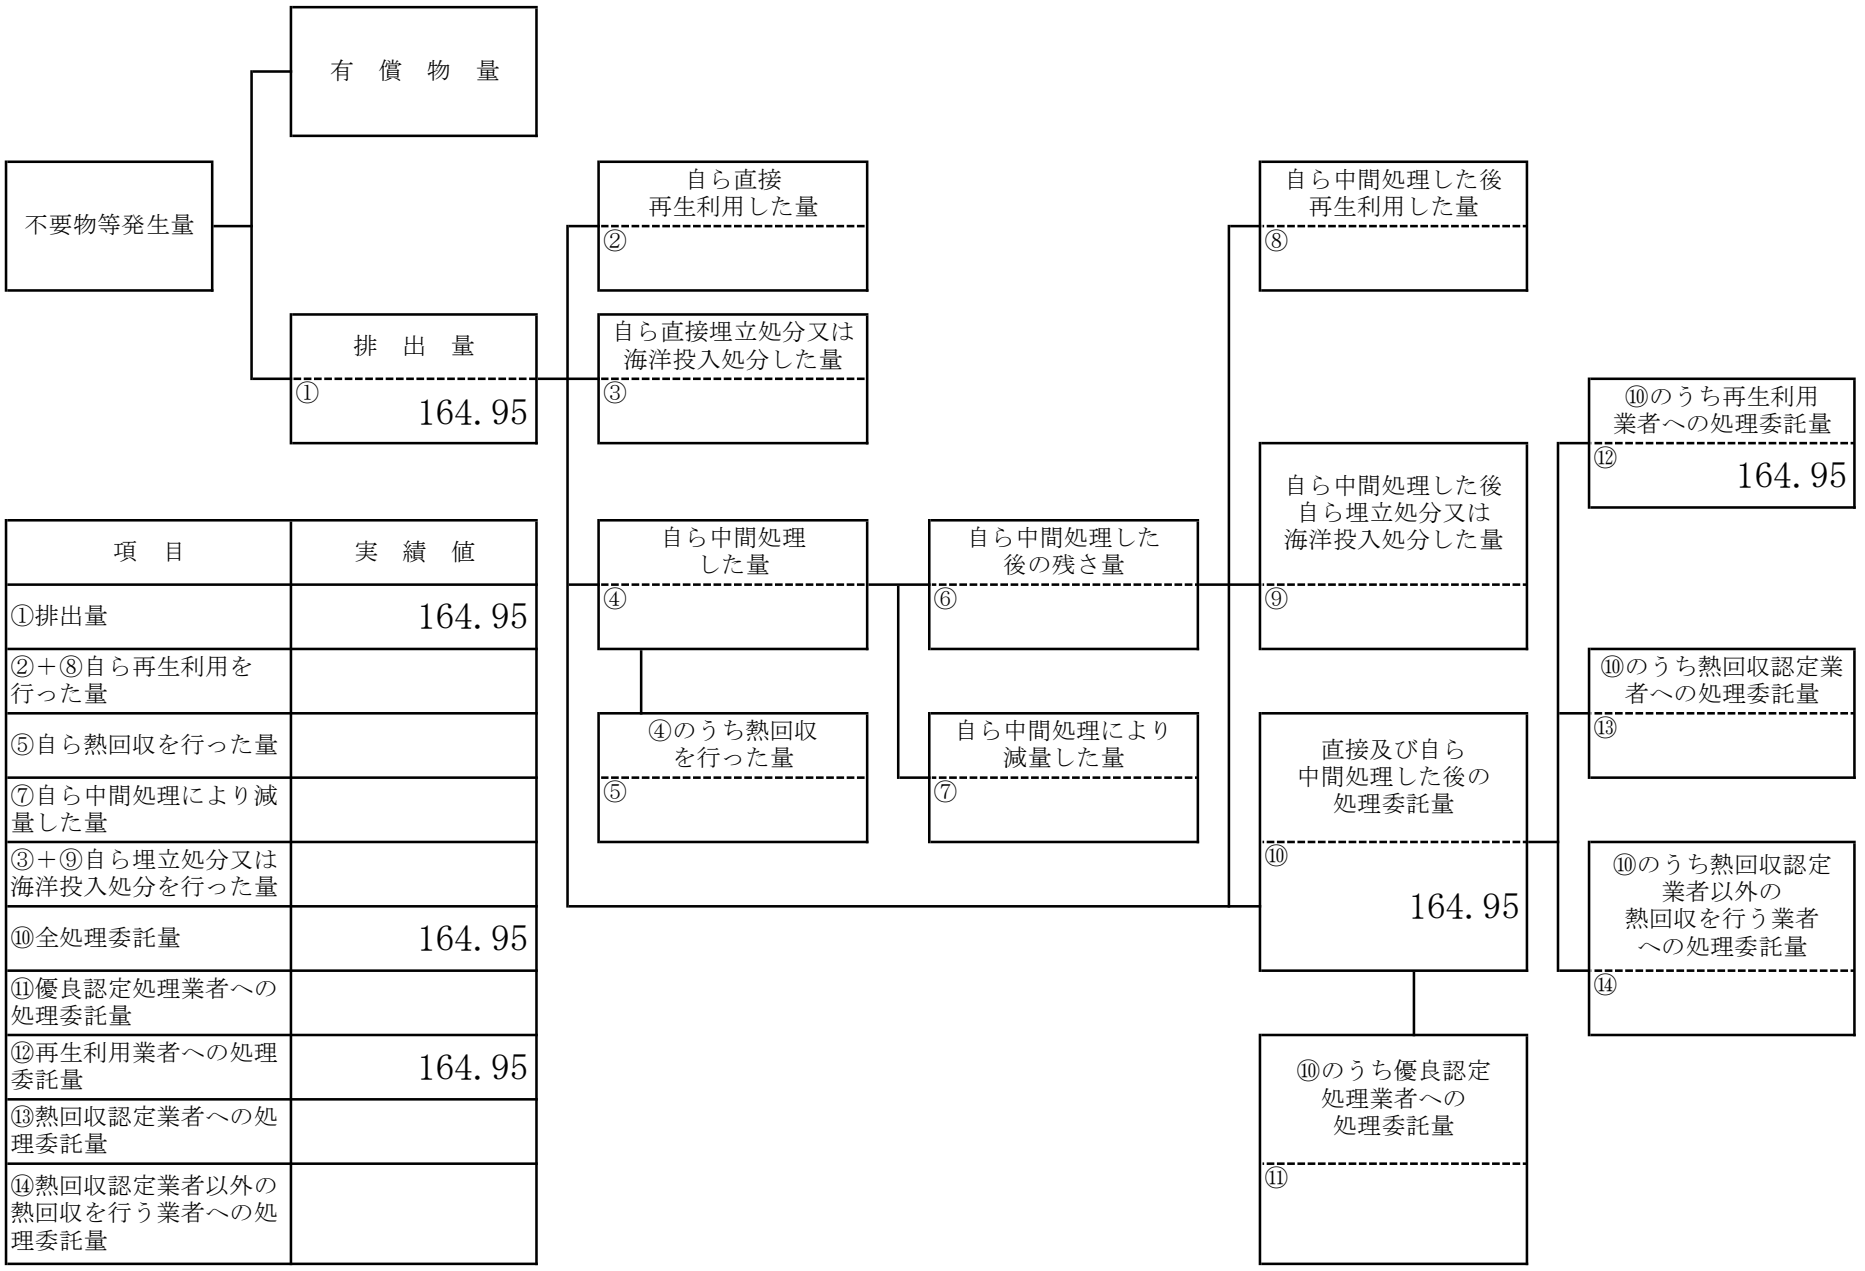 有　償　物　量
不要物等発生量
排　出　量
①
164.95
自ら直接
再生利用した量
②
自ら直接埋立処分又は
海洋投入処分した量
③
自ら中間処理
した量
④
④のうち熱回収
を行った量
⑤
自ら中間処理した
後の残さ量
⑥
自ら中間処理により
減量した量
⑦
自ら中間処理した後
再生利用した量
⑧
自ら中間処理した後
自ら埋立処分又は
海洋投入処分した量
⑨
直接及び自ら
中間処理した後の
処理委託量
⑩
164.95
⑩のうち優良認定
処理業者への
処理委託量
⑪
⑩のうち再生利用
業者への処理委託量
⑫
164.95
⑩のうち熱回収認定業
者への処理委託量
⑬
⑩のうち熱回収認定
業者以外の
熱回収を行う業者
への処理委託量
⑭
項　目
実　績　値
①排出量
164.95
②＋⑧自ら再生利用を
行った量
⑤自ら熱回収を行った量
⑦自ら中間処理により減
量した量
③＋⑨自ら埋立処分又は
海洋投入処分を行った量
⑩全処理委託量
164.95
⑪優良認定処理業者への
処理委託量
⑫再生利用業者への処理
委託量
164.95
⑬熱回収認定業者への処
理委託量
⑭熱回収認定業者以外の
熱回収を行う業者への処
理委託量